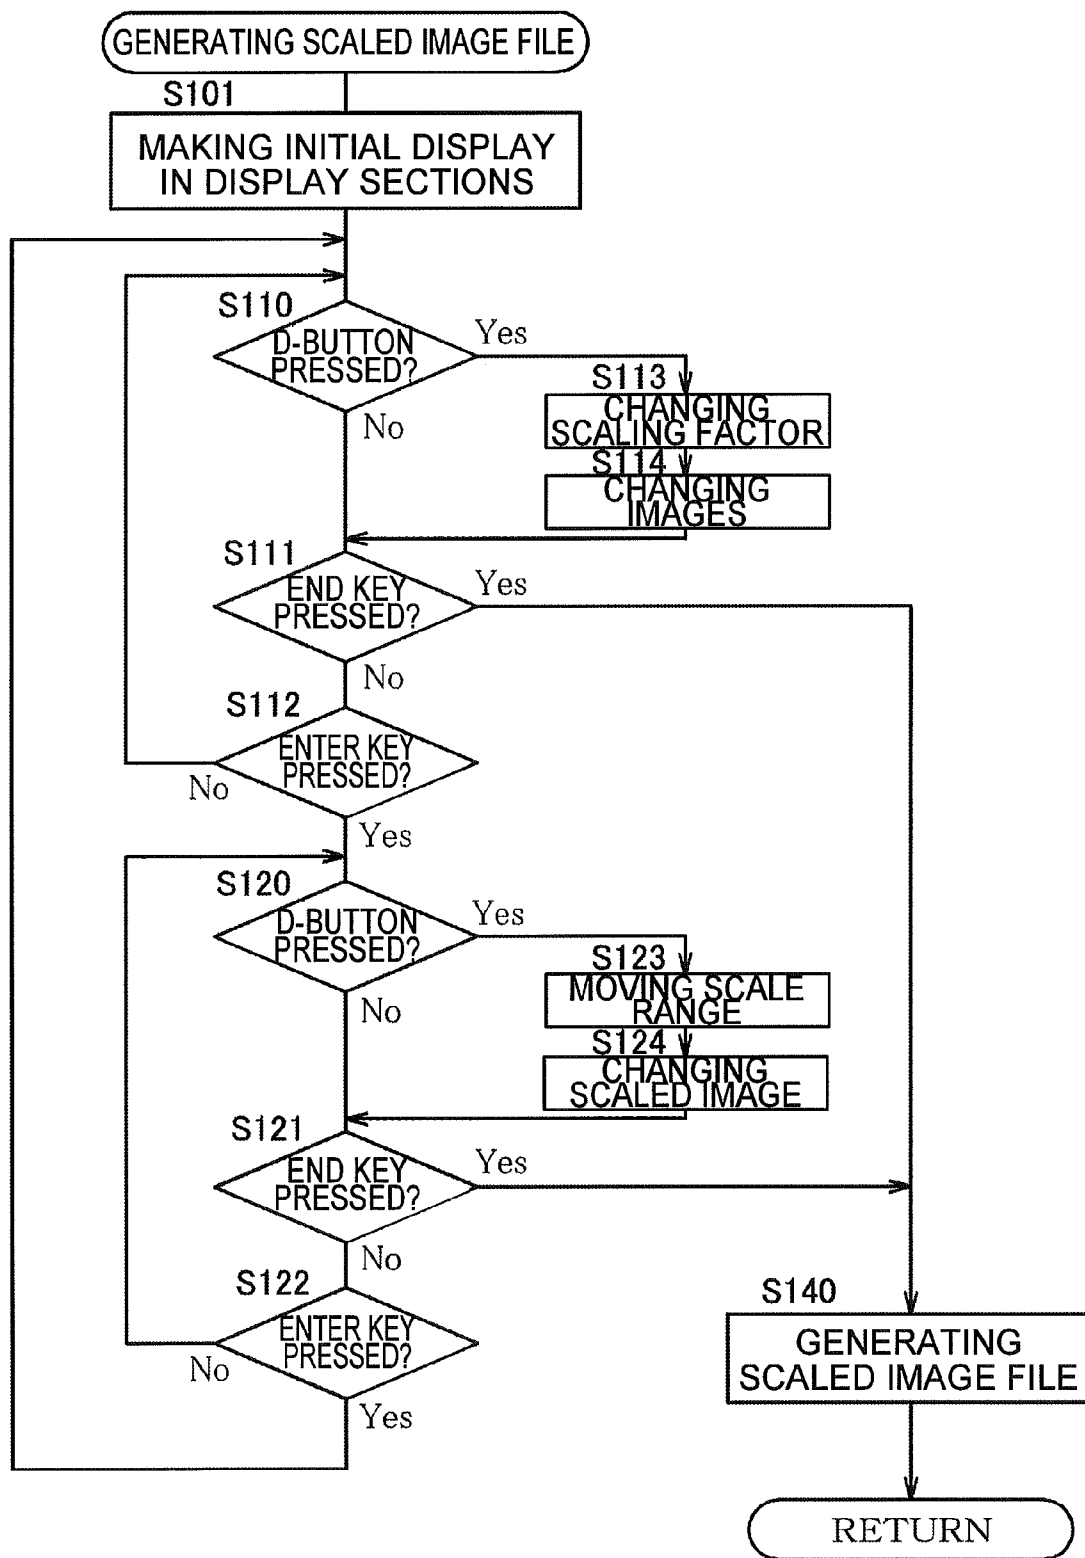 GENERATING SCALED IMAGE FILE
S101
MAKING INITIAL DISPLAY
IN DISPLAY SECTIONS
S110
D-BUTTON
PRESSED?
Yes
No
S113
CHANGING
SCALING FACTOR
S114
CHANGING
IMAGES
S111
END KEY
PRESSED?
Yes
No
S112
ENTER KEY
PRESSED?
No
Yes
S120
D-BUTTON
PRESSED?
Yes
No
S123
MOVING SCALE
RANGE
S124
CHANGING
SCALED IMAGE
S121
END KEY
PRESSED?
Yes
No
S122
ENTER KEY
PRESSED?
No
Yes
S140
GENERATING
SCALED IMAGE FILE
RETURN